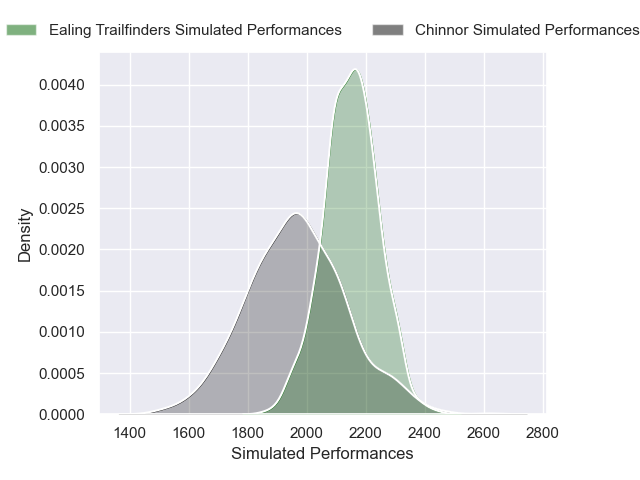 Ealing Trailfinders Simulated Performances
Chinnor Simulated Performances
0.0040
0.0035
0.0030
0.0025
0.0020
0.0015
0.0010
0.0005
0.0000
Density
1400 1600 1800 2000 2200 2400 2600 2800
Simulated Performances